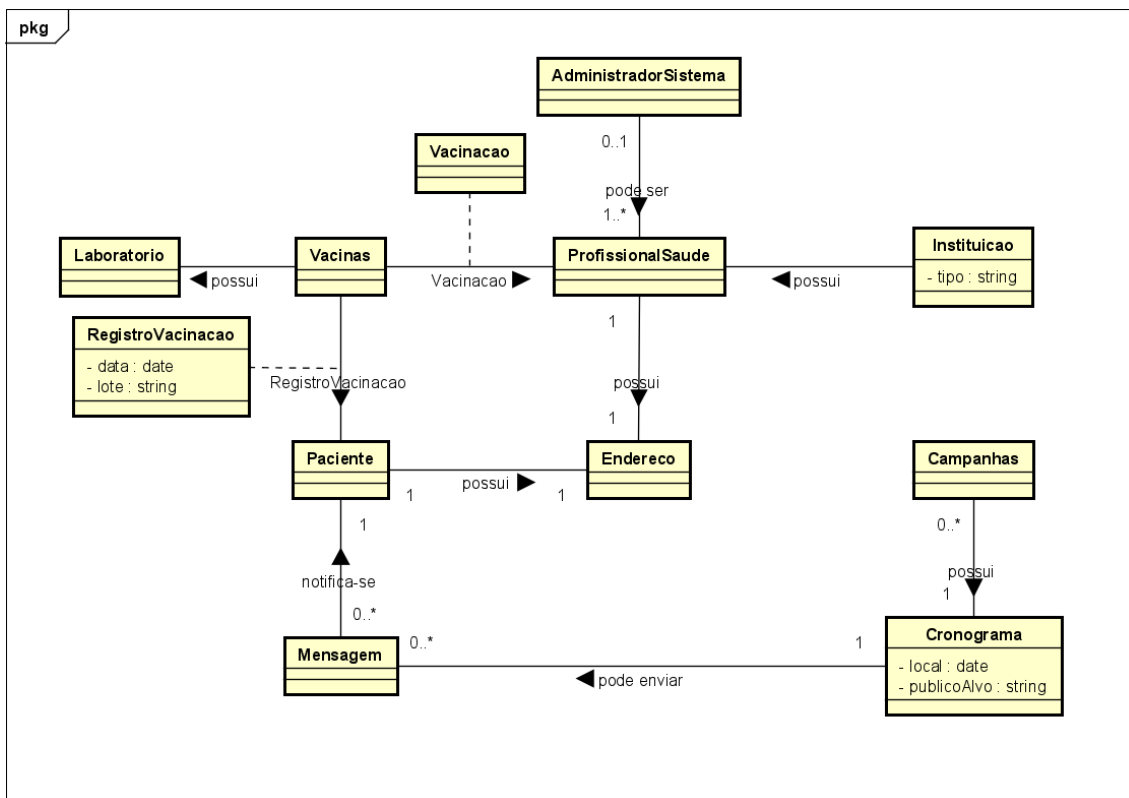 pkg
AdministradorSistema
0..1
Vacinacao
pode ser
1..*
Laboratorio
Vacinas
ProfissionalSaude
Instituicao
- tipo : string
possui
Vacinacao
possui
RegistroVacinacao
- data : date
- lote : string
RegistroVacinacao
1
possui
1
Paciente
Endereco
Campanhas
possui
1
1
1
0..*
notifica-se
possui
0..*
1
Mensagem
0..*
1
Cronograma
- local : date
- publicoAlvo : string
pode enviar